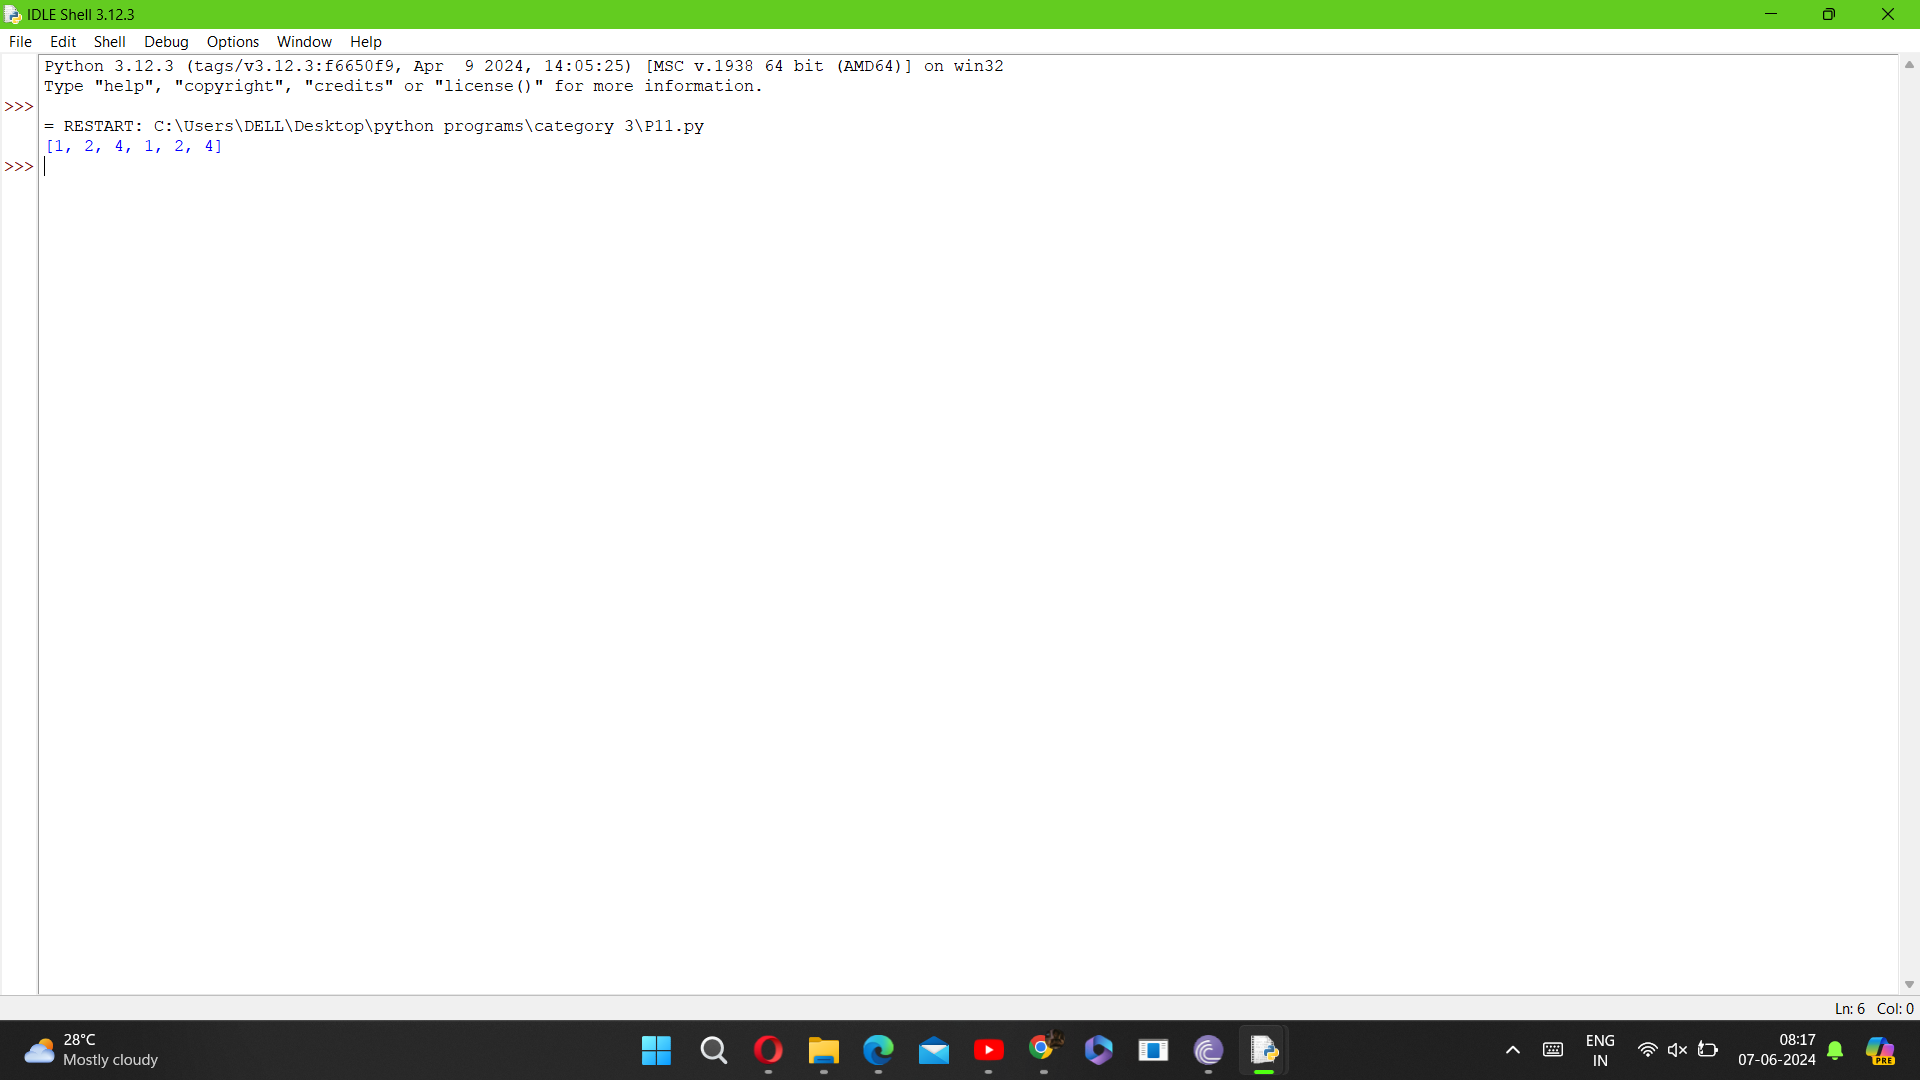 IDLE Shell 3.12.3
File Edit Shell Debug Options Window Help
Python 3.12.3 (tags/v3.12.3:f6650f9, Apr  9 2024, 14:05:25) [MSC v.1938 64 bit (AMD64)] on win32
Type "help", "copyright", "credits" or "license()" for more information.
>>>
= RESTART: C:\Users\DELL\Desktop\python programs\category 3\P11.py
[1, 2, 4, 1, 2, 4]
>>>
Ln: 6 Col: 0
28°C
Mostly cloudy
ENG
IN
08:17
07-06-2024
PRE